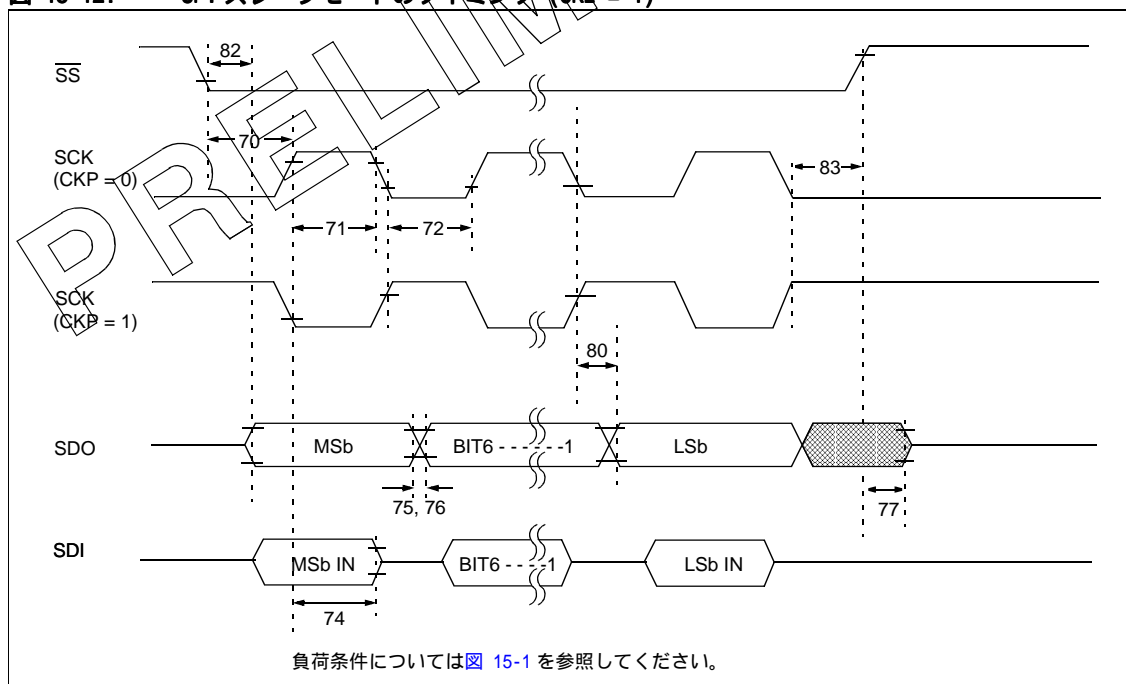 SS
82
70
SCK
(CKP = 0)
71
72
83
SCK
(CKP = 1)
80
SDO
MSb
BIT6 - - - - - -1
LSb
75, 76
77
SDI
MSb IN
BIT6 - - - -1
LSb IN
74
負荷条件については図 15-1 を参照してください。
PRELIM